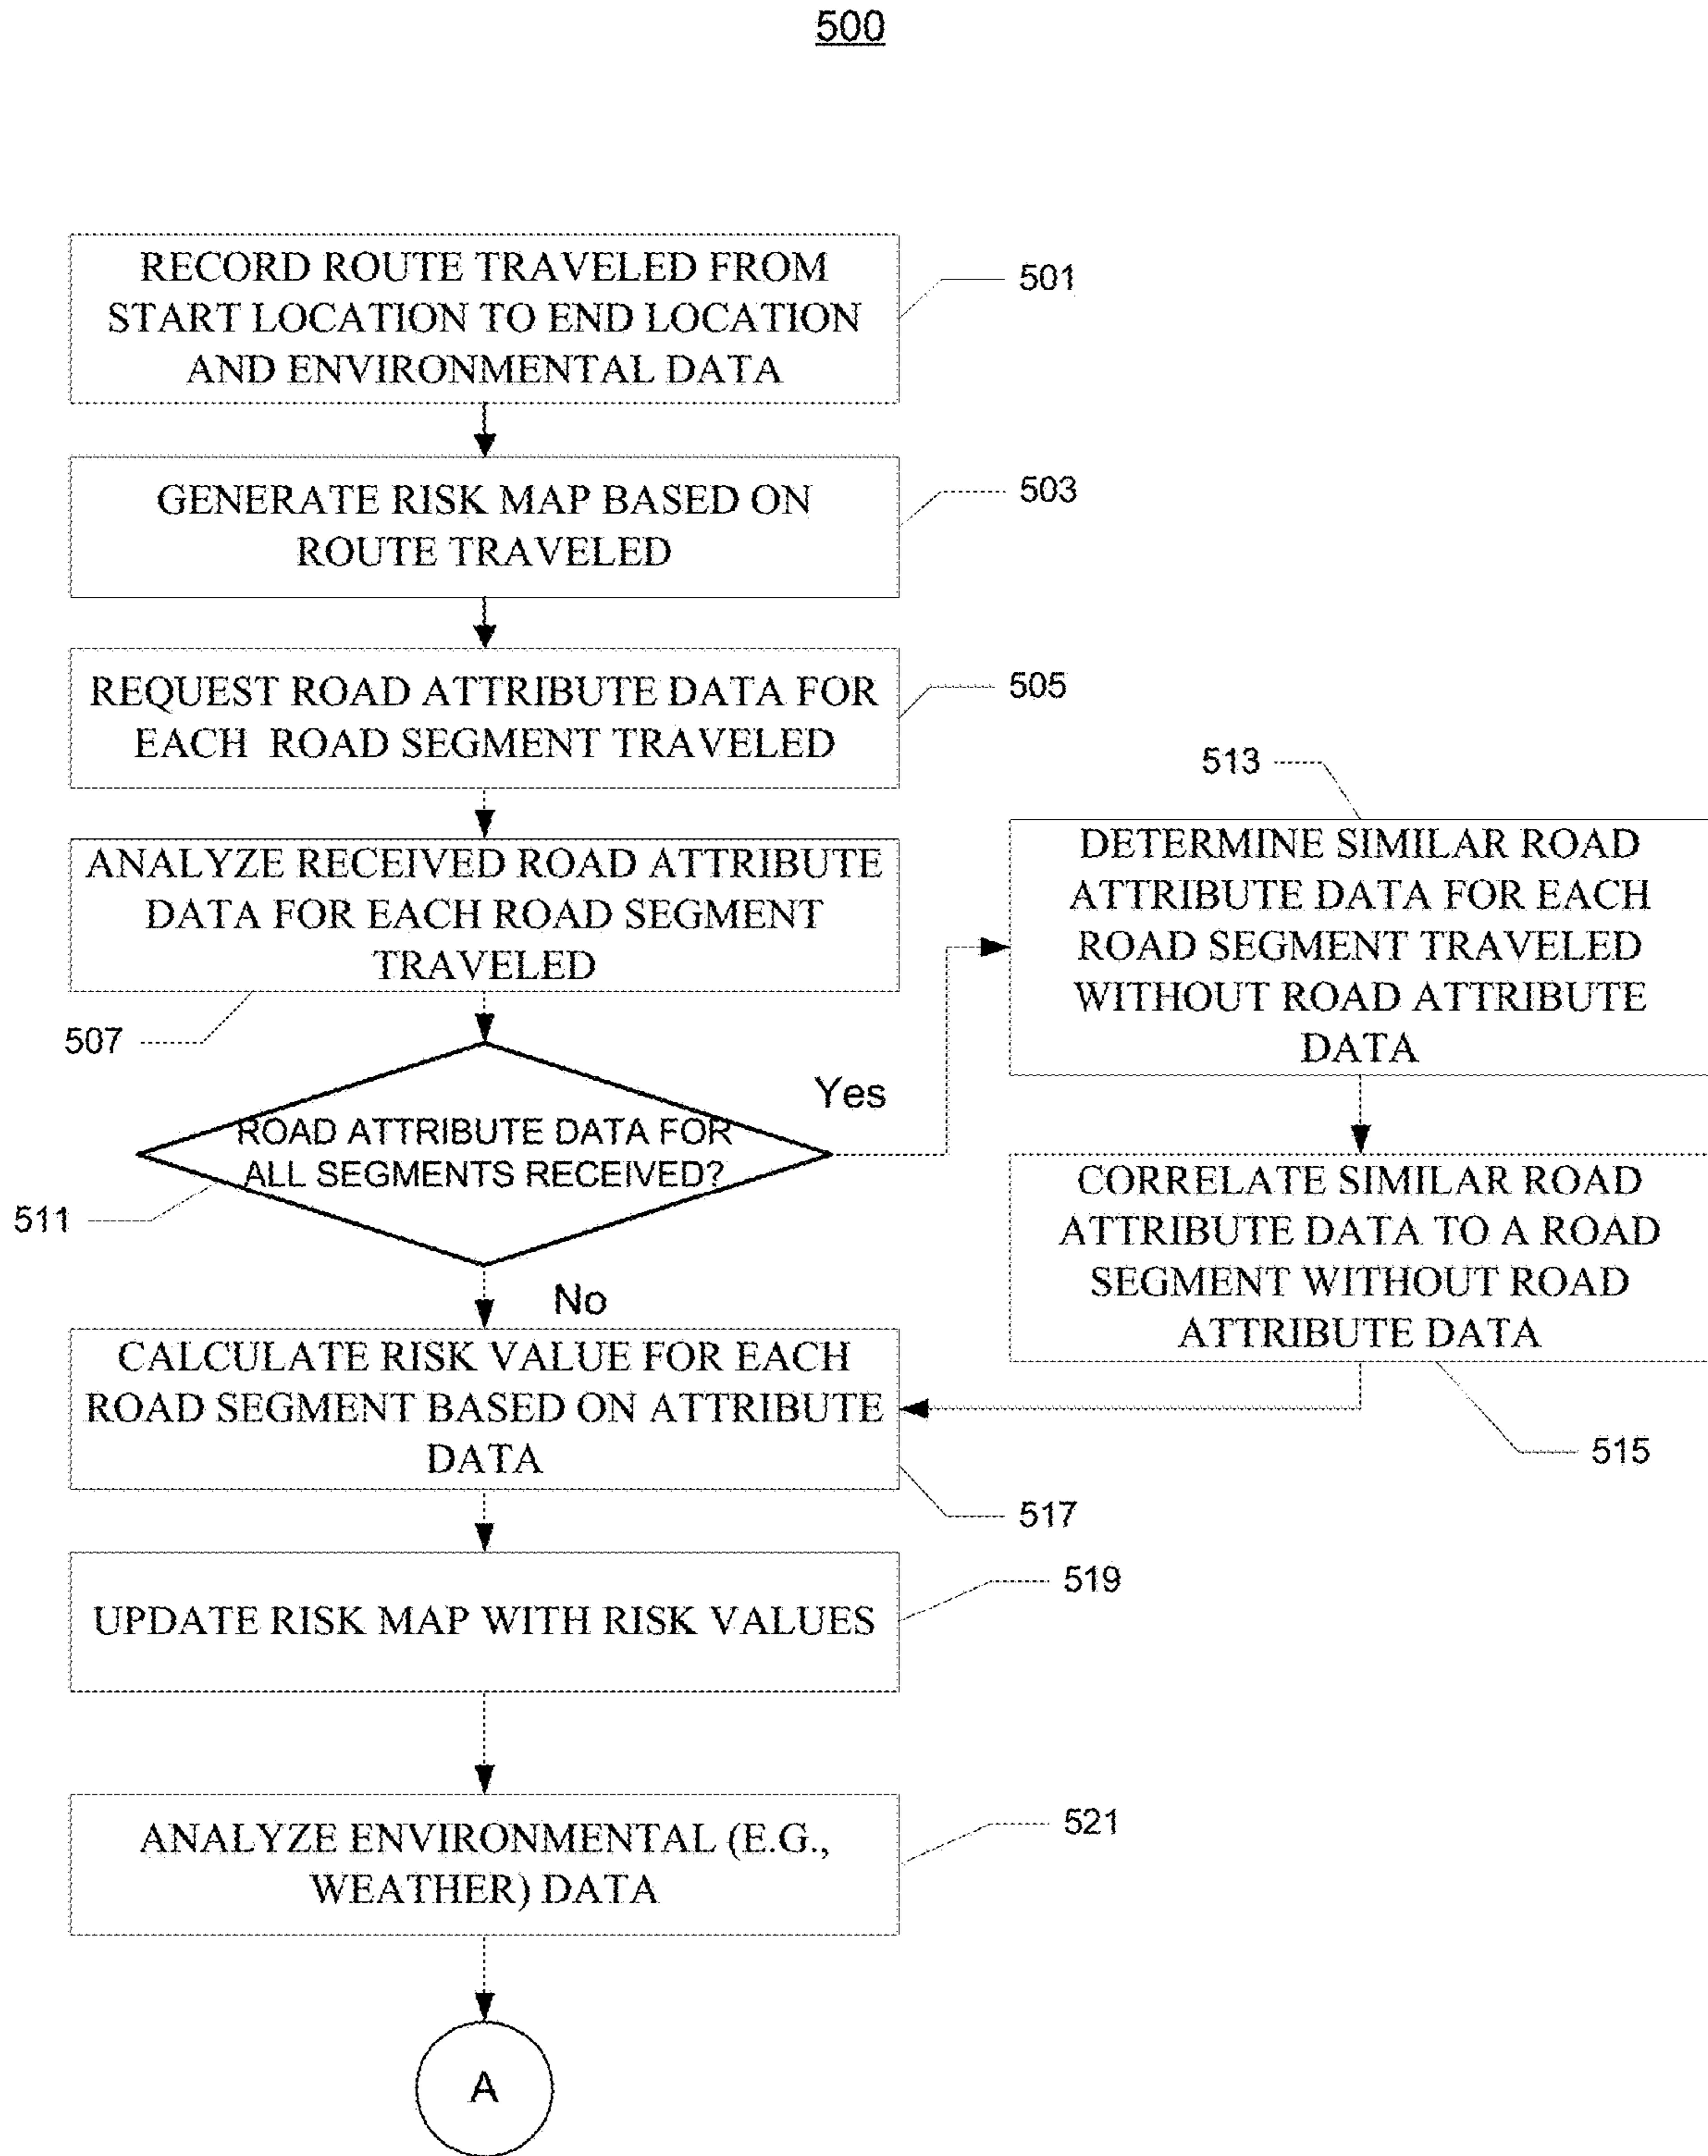 500
RECORD ROUTE TRAVELED FROM
START LOCATION TO END LOCATION
AND ENVIRONMENTAL DATA
501
GENERATE RISK MAP BASED ON
ROUTE TRAVELED
503
REQUEST ROAD ATTRIBUTE DATA FOR
EACH ROAD SEGMENT TRAVELED
505
ANALYZE RECEIVED ROAD ATTRIBUTE
DATA FOR EACH ROAD SEGMENT
TRAVELED
507
ROAD ATTRIBUTE DATA FOR
ALL SEGMENTS RECEIVED?
511
Yes
No
513
DETERMINE SIMILAR ROAD
ATTRIBUTE DATA FOR EACH
ROAD SEGMENT TRAVELED
WITHOUT ROAD ATTRIBUTE
DATA
CORRELATE SIMILAR ROAD
ATTRIBUTE DATA TO A ROAD
SEGMENT WITHOUT ROAD
ATTRIBUTE DATA
515
CALCULATE RISK VALUE FOR EACH
ROAD SEGMENT BASED ON ATTRIBUTE
DATA
517
UPDATE RISK MAP WITH RISK VALUES
519
ANALYZE ENVIRONMENTAL (E.G.,
WEATHER) DATA
521
A